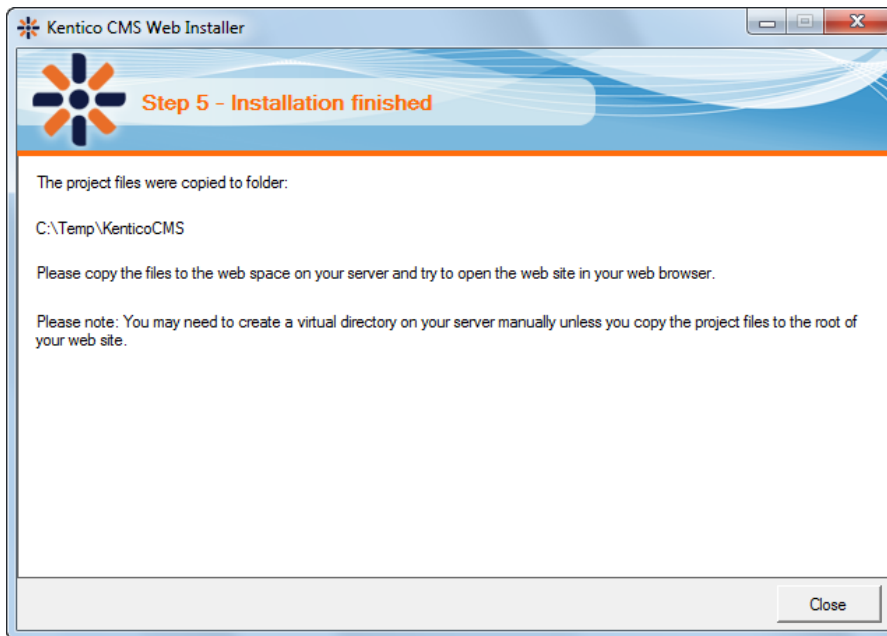 Kentico CMS Web Installer
Step 5 - Installation finished
The project files were copied to folder:
C:\Temp\KenticoCMS
Please copy the files to the web space on your server and try to open the web site in your web browser.
Please note: You may need to create a virtual directory on your server manually unless you copy the project files to the root of
your web site.
Close